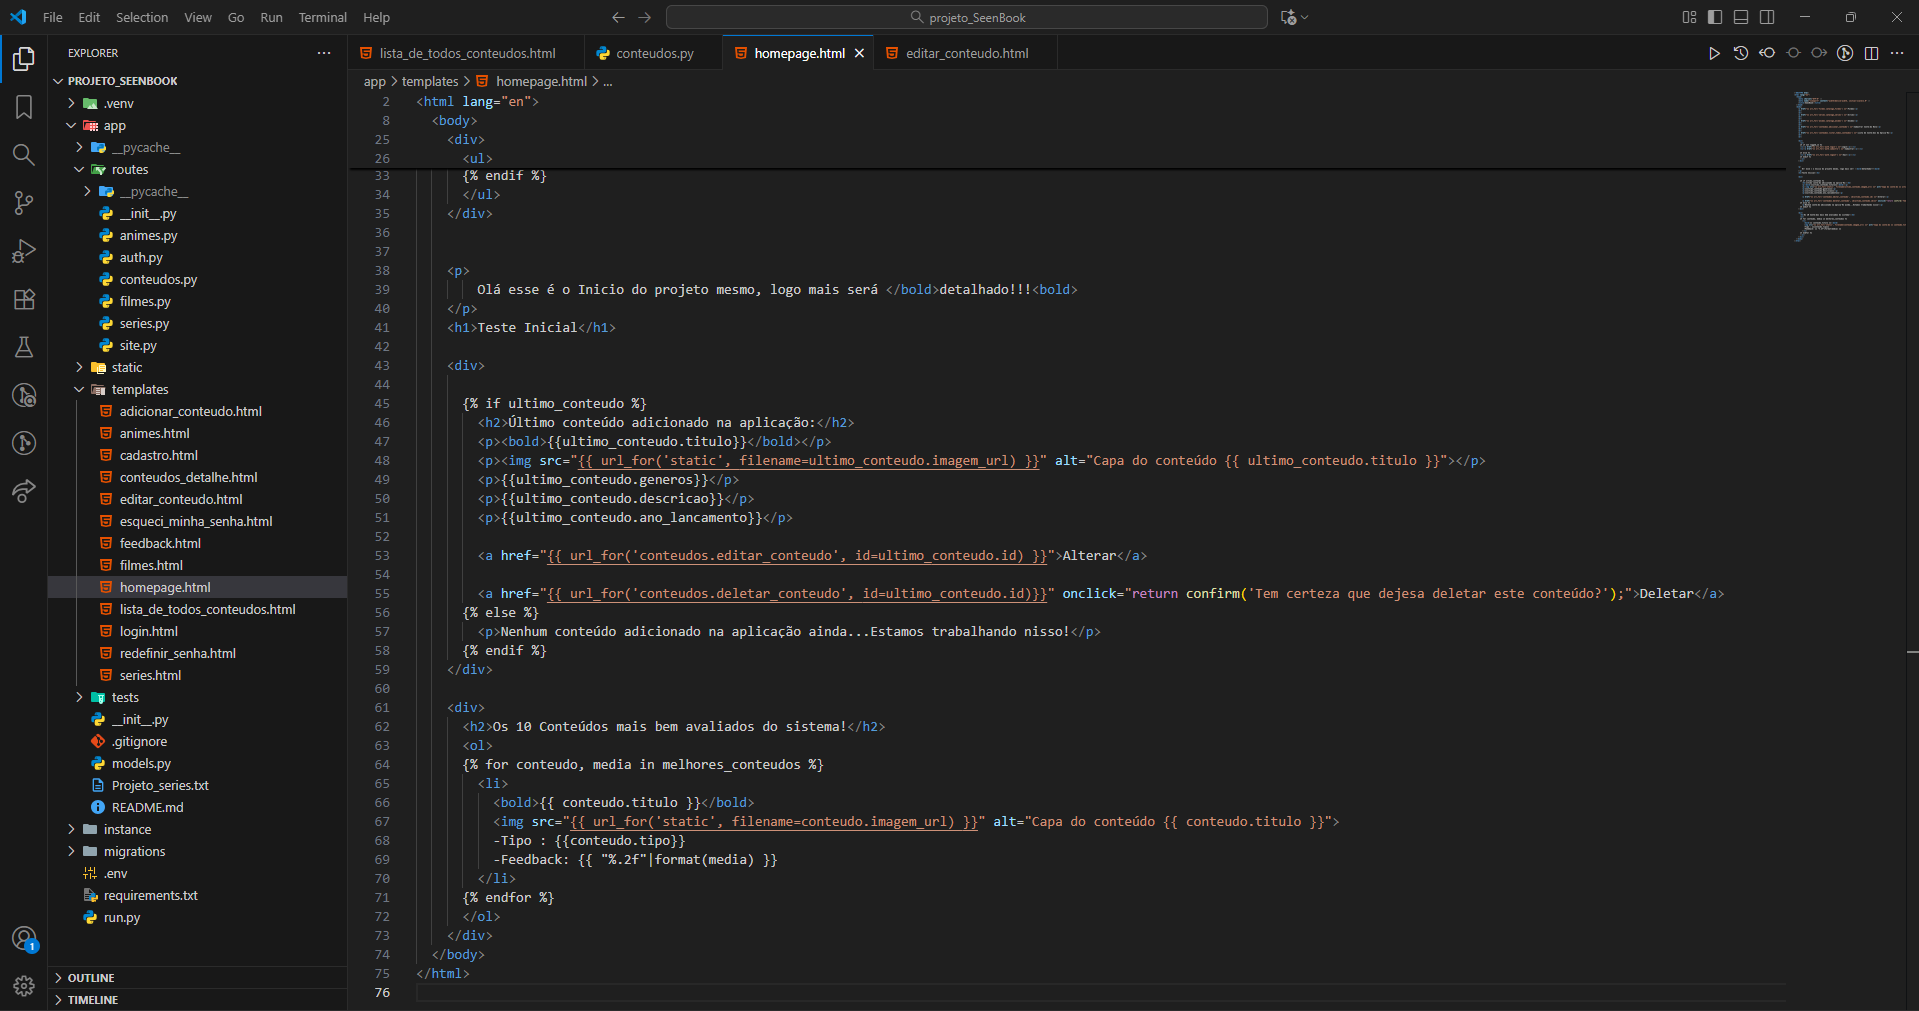 File Edit Selection View Go Run Terminal Help
projeto_SeenBook
EXPLORER
PROJETO_SEENBOOK
.venv
app
__pycache__
routes
__pycache__
__init__.py
animes.py
auth.py
conteudos.py
filmes.py
series.py
site.py
static
templates
adicionar_conteudo.html
animes.html
cadastro.html
conteudos_detalhe.html
editar_conteudo.html
esqueci_minha_senha.html
feedback.html
filmes.html
homepage.html
lista_de_todos_conteudos.html
login.html
redefinir_senha.html
series.html
tests
__init__.py
.gitignore
models.py
Projeto_series.txt
README.md
instance
migrations
.env
requirements.txt
run.py
OUTLINE
TIMELINE
1
lista_de_todos_conteudos.html conteudos.py homepage.html editar_conteudo.html
app > templates > homepage.html > ...
2 <html lang="en">
8 <body>
25 <div>
26 <ul>
33 {% endif %}
34 </ul>
35 </div>
36
37
38 <p>
39 Olá esse é o Inicio do projeto mesmo, logo mais será </bold>detalhado!!!<bold>
40 </p>
41 <h1>Teste Inicial</h1>
42
43 <div>
44
45 {% if ultimo_conteudo %}
46 <h2>Último conteúdo adicionado na aplicação:</h2>
47 <p><bold>{{ultimo_conteudo.titulo}}</bold></p>
48 <p><img src="{{ url_for('static', filename=ultimo_conteudo.imagem_url) }}" alt="Capa do conteúdo {{ ultimo_conteudo.titulo }}"></p>
49 <p>{{ultimo_conteudo.generos}}</p>
50 <p>{{ultimo_conteudo.descricao}}</p>
51 <p>{{ultimo_conteudo.ano_lancamento}}</p>
52
53 <a href="{{ url_for('conteudos.editar_conteudo', id=ultimo_conteudo.id) }}">Alterar</a>
54
55 <a href="{{ url_for('conteudos.deletar_conteudo', id=ultimo_conteudo.id)}}" onclick="return confirm('Tem certeza que dejesa deletar este conteúdo?');">Deletar</a>
56 {% else %}
57 <p>Nenhum conteúdo adicionado na aplicação ainda...Estamos trabalhando nisso!</p>
58 {% endif %}
59 </div>
60
61 <div>
62 <h2>Os 10 Conteúdos mais bem avaliados do sistema!</h2>
63 <ol>
64 {% for conteudo, media in melhores_conteudos %}
65 <li>
66 <bold>{{ conteudo.titulo }}</bold>
67 <img src="{{ url_for('static', filename=conteudo.imagem_url) }}" alt="Capa do conteúdo {{ conteudo.titulo }}">
68 -Tipo : {{conteudo.tipo}}
69 -Feedback: {{ "%.2f"|format(media) }}
70 </li>
71 {% endfor %}
72 </ol>
73 </div>
74 </body>
75 </html>
76